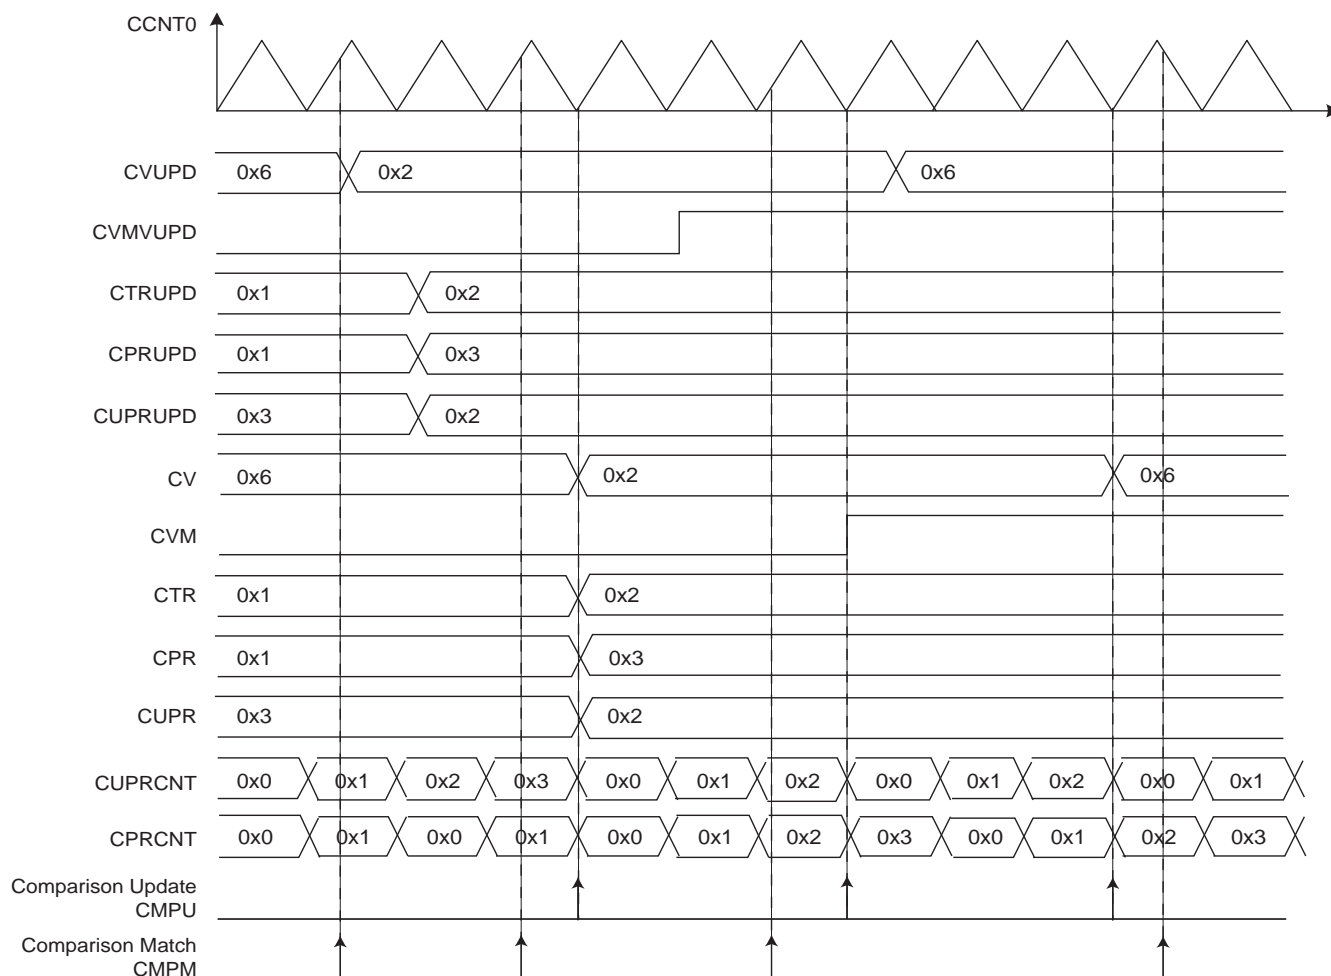 CCNT0
CVUPD 0x6 0x2 0x6
CVMVUPD
CTRUPD 0x1 0x2
CPRUPD 0x1 0x3
CUPRUPD 0x3 0x2
CV 0x6 0x2 0x6
CVM
CTR 0x1 0x2
CPR 0x1 0x3
CUPR 0x3 0x2
CUPRCNT 0x0 0x1 0x2 0x3 0x0 0x1 0x2 0x0 0x1 0x2 0x0 0x1
CPRCNT 0x0 0x1 0x0 0x1 0x0 0x1 0x2 0x3 0x0 0x1 0x2 0x3
Comparison Update
CMPU
Comparison Match
CMPM